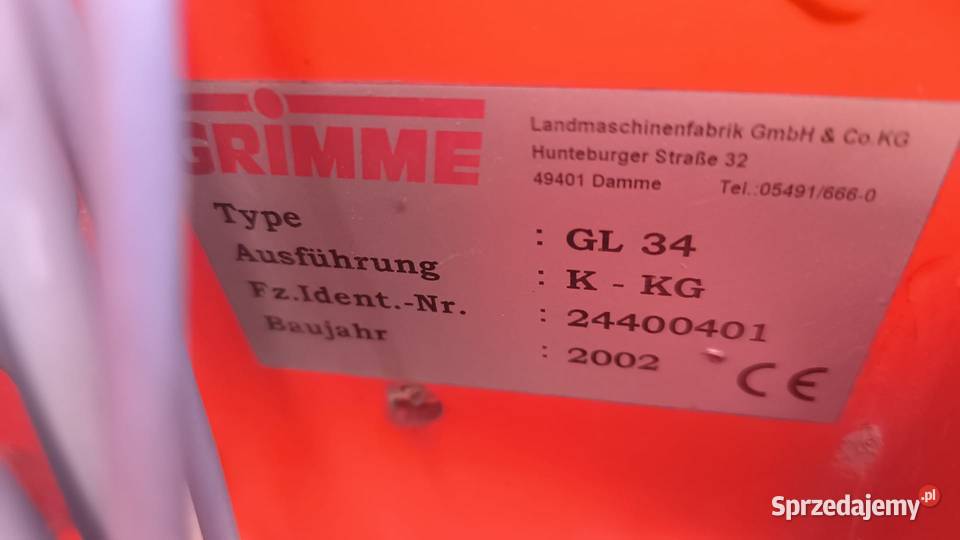 GRIMME
Landmaschinenfabrik GmbH & Co. KG
Hunteburger Straße 32
49401 Damme Tel.:05491/666-0
Type : GL 34
Ausführung : K - KG
Fz.Ident.-Nr. : 24400401
Baujahr : 2002
CE
Sprzedajemy.pl